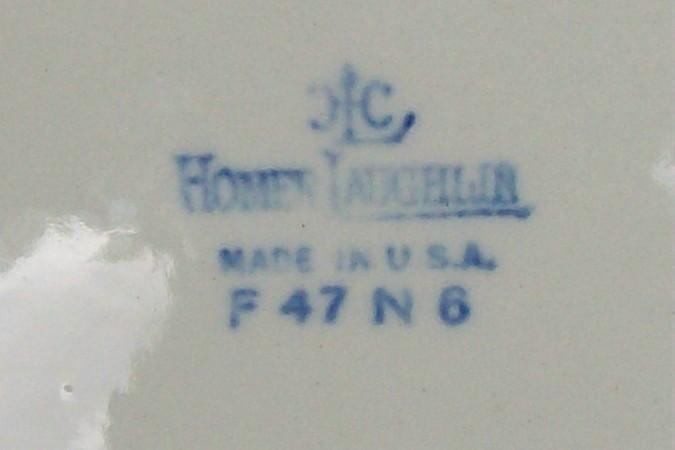 HLC
HOMER LAUGHLIN
MADE IN U.S.A.
F 47 N 6